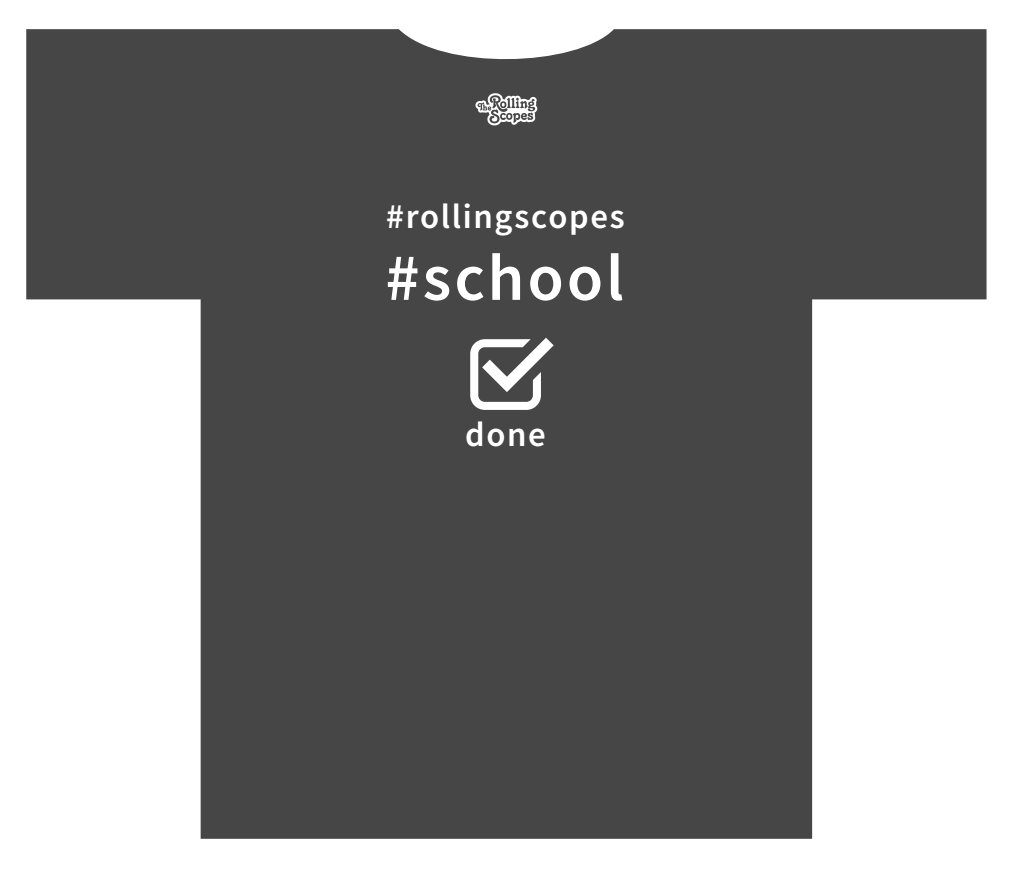 The Rolling
Scopes
#rollingscopes
#school
done